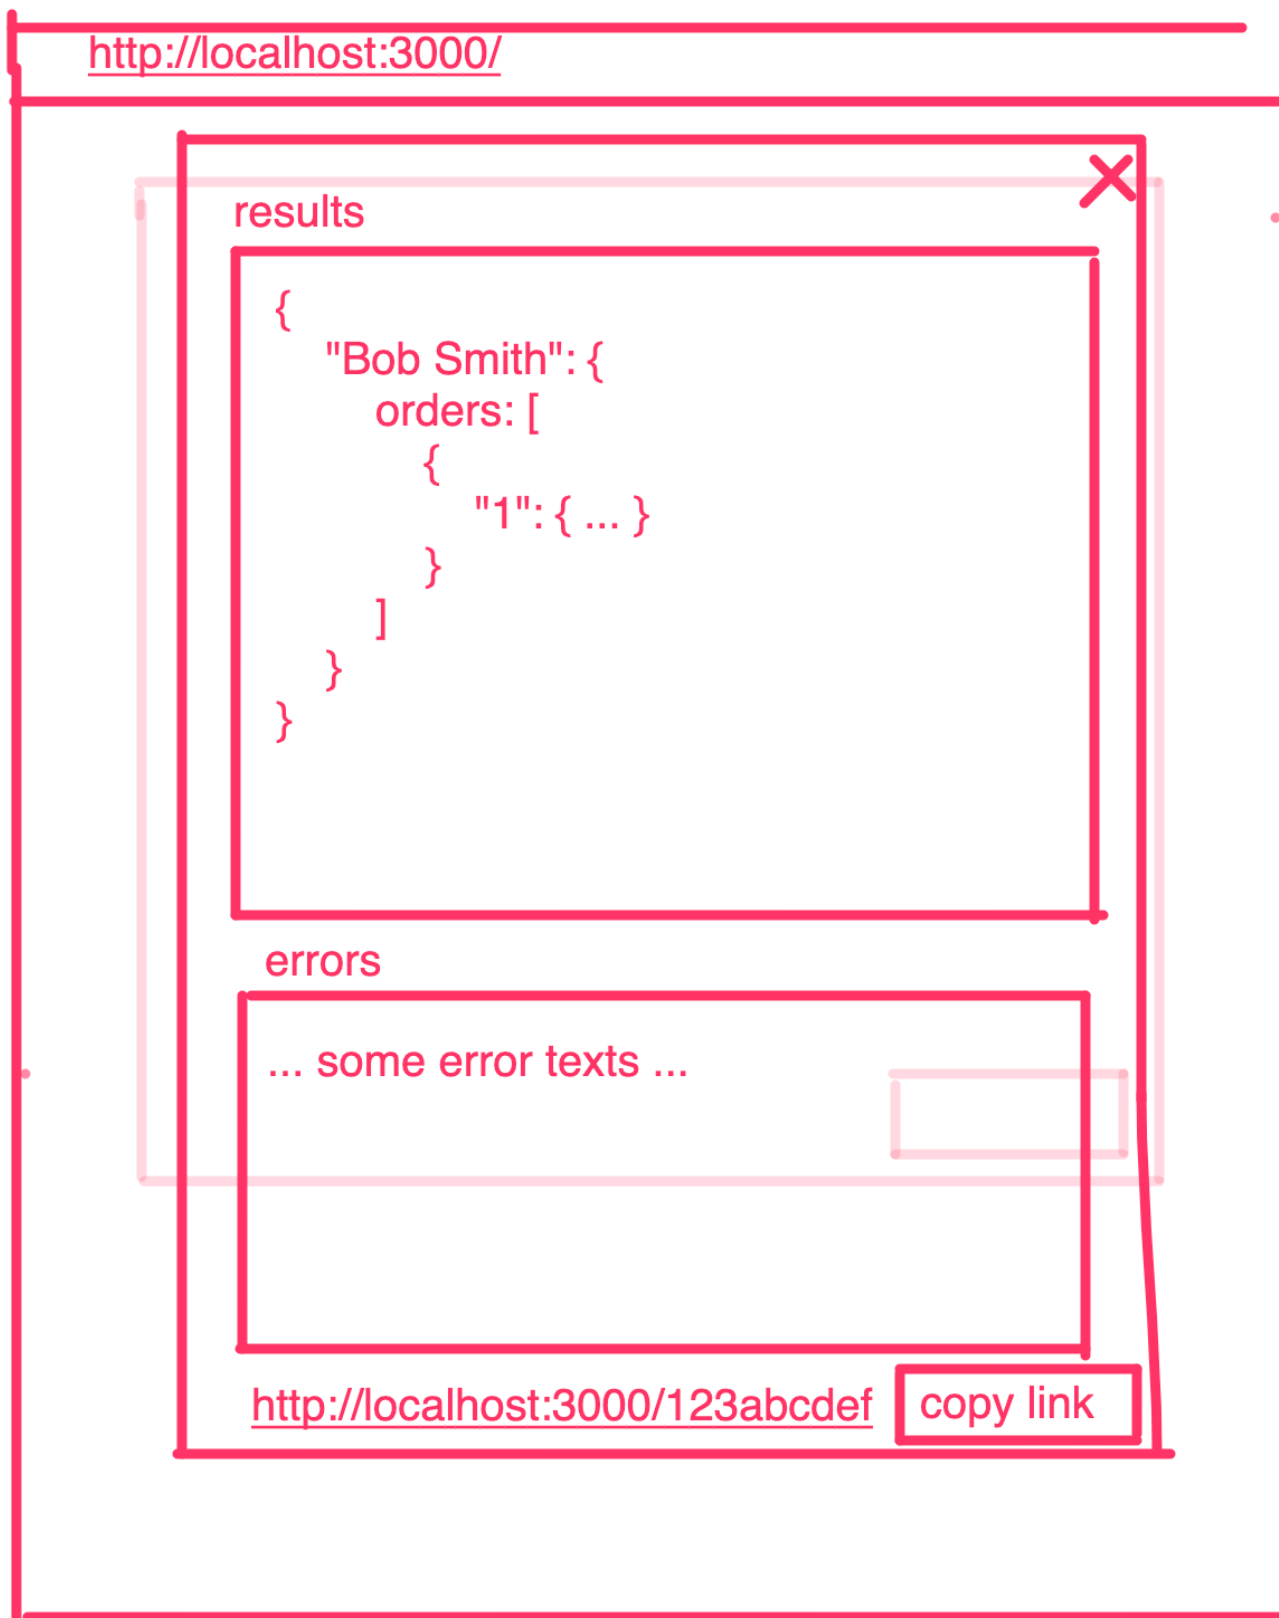 http://localhost:3000/
results
{
"Bob Smith": {
orders: [
{
"1": { ... }
}
]
}
}
errors
... some error texts ...
http://localhost:3000/123abcdef
copy link